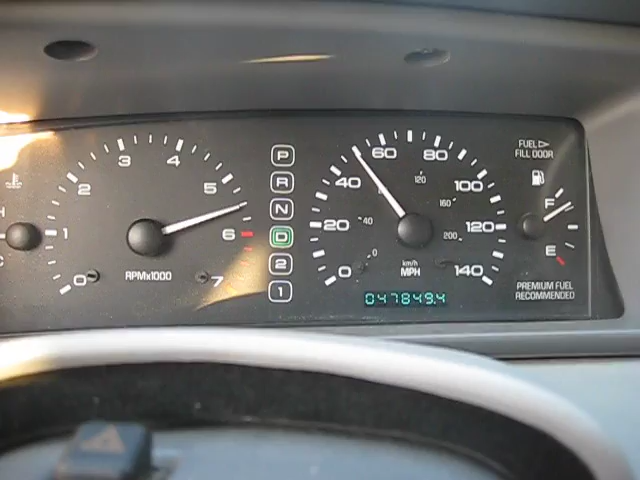 H
C
0
1
2
3
4
5
6
7
RPMx1000
P
R
N
D
2
1
0
20
40
60
80
100
120
140
0
40
120
160
200
km/h
MPH
047849.4
FUEL
FILL DOOR
F
E
PREMIUM FUEL
RECOMMENDED